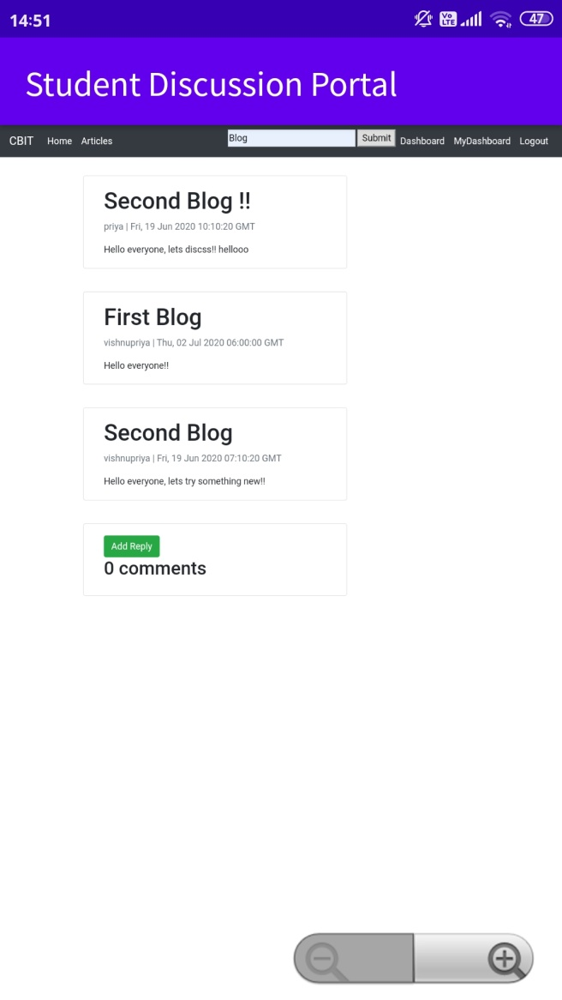 14:51
Vo LTE
47
Student Discussion Portal
CBIT Home Articles Blog Submit Dashboard MyDashboard Logout
Second Blog !!
priya | Fri, 19 Jun 2020 10:10:20 GMT
Hello everyone, lets discss!! hellooo
First Blog
vishnupriya | Thu, 02 Jul 2020 06:00:00 GMT
Hello everyone!!
Second Blog
vishnupriya | Fri, 19 Jun 2020 07:10:20 GMT
Hello everyone, lets try something new!!
Add Reply
0 comments